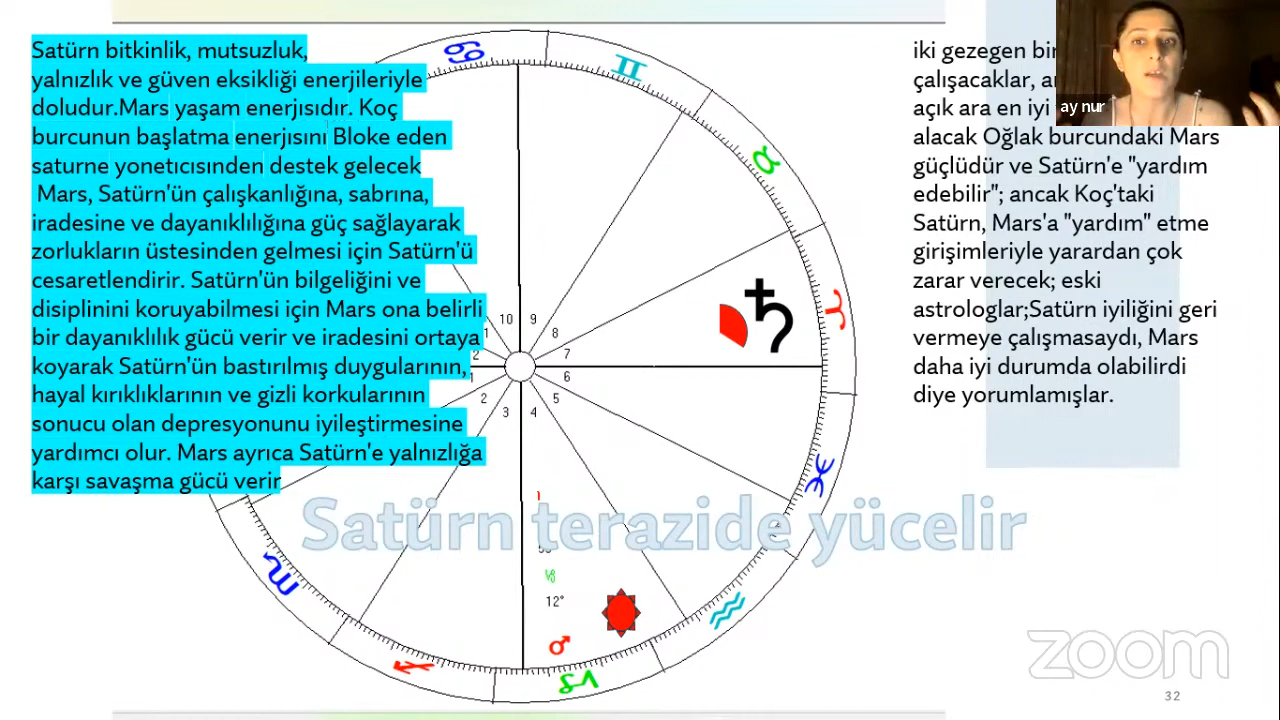 Satürn bitkinlik, mutsuzluk,
yalnızlık ve güven eksikliği enerjileriyle
doludur.Mars yaşam enerjısıdır. Koç
burcunun başlatma enerjısını Bloke eden
saturne yonetıcısından destek gelecek
Mars, Satürn'ün çalışkanlığına, sabrına,
iradesine ve dayanıklılığına güç sağlayarak
zorlukların üstesinden gelmesi için Satürn'ü
cesaretlendirir. Satürn'ün bilgeliğini ve
disiplinini koruyabilmesi için Mars ona belirli
bir dayanıklılık gücü verir ve iradesini ortaya
koyarak Satürn'ün bastırılmış duygularının,
hayal kırıklıklarının ve gizli korkularının
sonucu olan depresyonunu iyileştirmesine
yardımcı olur. Mars ayrıca Satürn'e yalnızlığa
karşı savaşma gücü verir
10 9
8
7
6
5
4
3
2
1
12°
iki gezegen
çalışacaklar,
açık ara en iyi
alacak Oğlak burcundaki Mars
güçlüdür ve Satürn'e "yardım
edebilir"; ancak Koç'taki
Satürn, Mars'a "yardım" etme
girişimleriyle yarardan çok
zarar verecek; eski
astrologlar;Satürn iyiliğini geri
vermeye çalışmasaydı, Mars
daha iyi durumda olabilirdi
diye yorumlamışlar.
ay nur
Satürn terazide yücelir
zoom
32